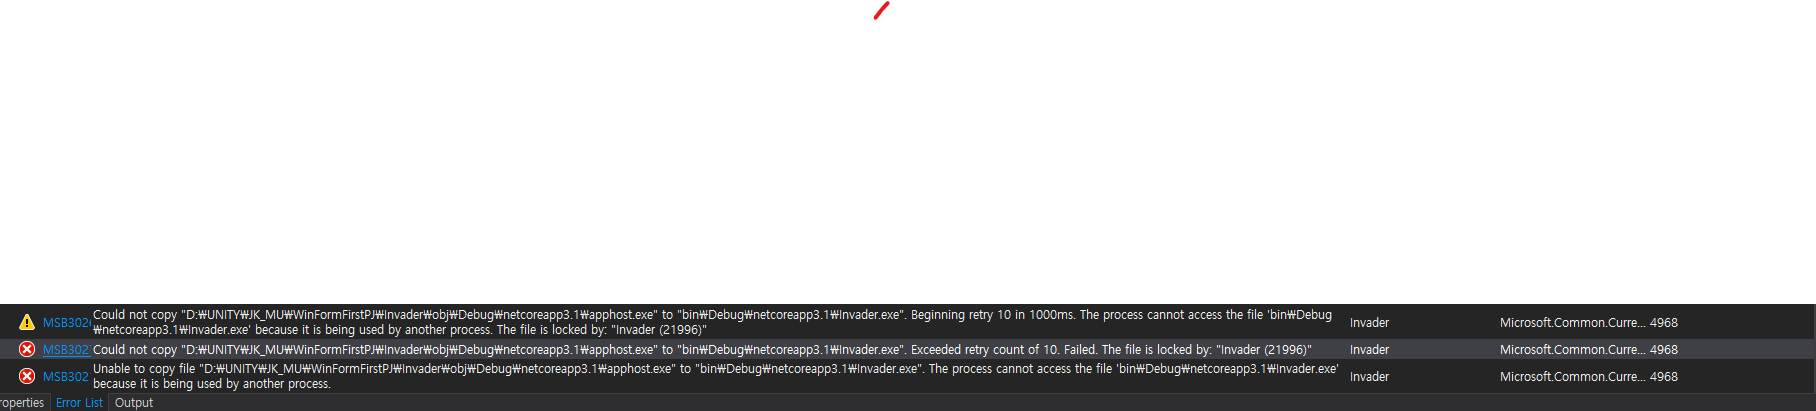 MSB302 Could not copy "D:₩UNITY₩JK_MU₩WinFormFirstPJ₩Invader₩obj₩Debug₩netcoreapp3.1₩apphost.exe" to "bin₩Debug₩netcoreapp3.1₩Invader.exe". Beginning retry 10 in 1000ms. The process cannot access the file 'bin₩Debug
₩netcoreapp3.1₩Invader.exe' because it is being used by another process. The file is locked by: "Invader (21996)" Invader Microsoft.Common.Curre... 4968
MSB302 Could not copy "D:₩UNITY₩JK_MU₩WinFormFirstPJ₩Invader₩obj₩Debug₩netcoreapp3.1₩apphost.exe" to "bin₩Debug₩netcoreapp3.1₩Invader.exe". Exceeded retry count of 10. Failed. The file is locked by: "Invader (21996)" Invader Microsoft.Common.Curre... 4968
MSB302 Unable to copy file "D:₩UNITY₩JK_MU₩WinFormFirstPJ₩Invader₩obj₩Debug₩netcoreapp3.1₩apphost.exe" to "bin₩Debug₩netcoreapp3.1₩Invader.exe". The process cannot access the file 'bin₩Debug₩netcoreapp3.1₩Invader.exe'
because it is being used by another process. Invader Microsoft.Common.Curre... 4968
roperties Error List Output